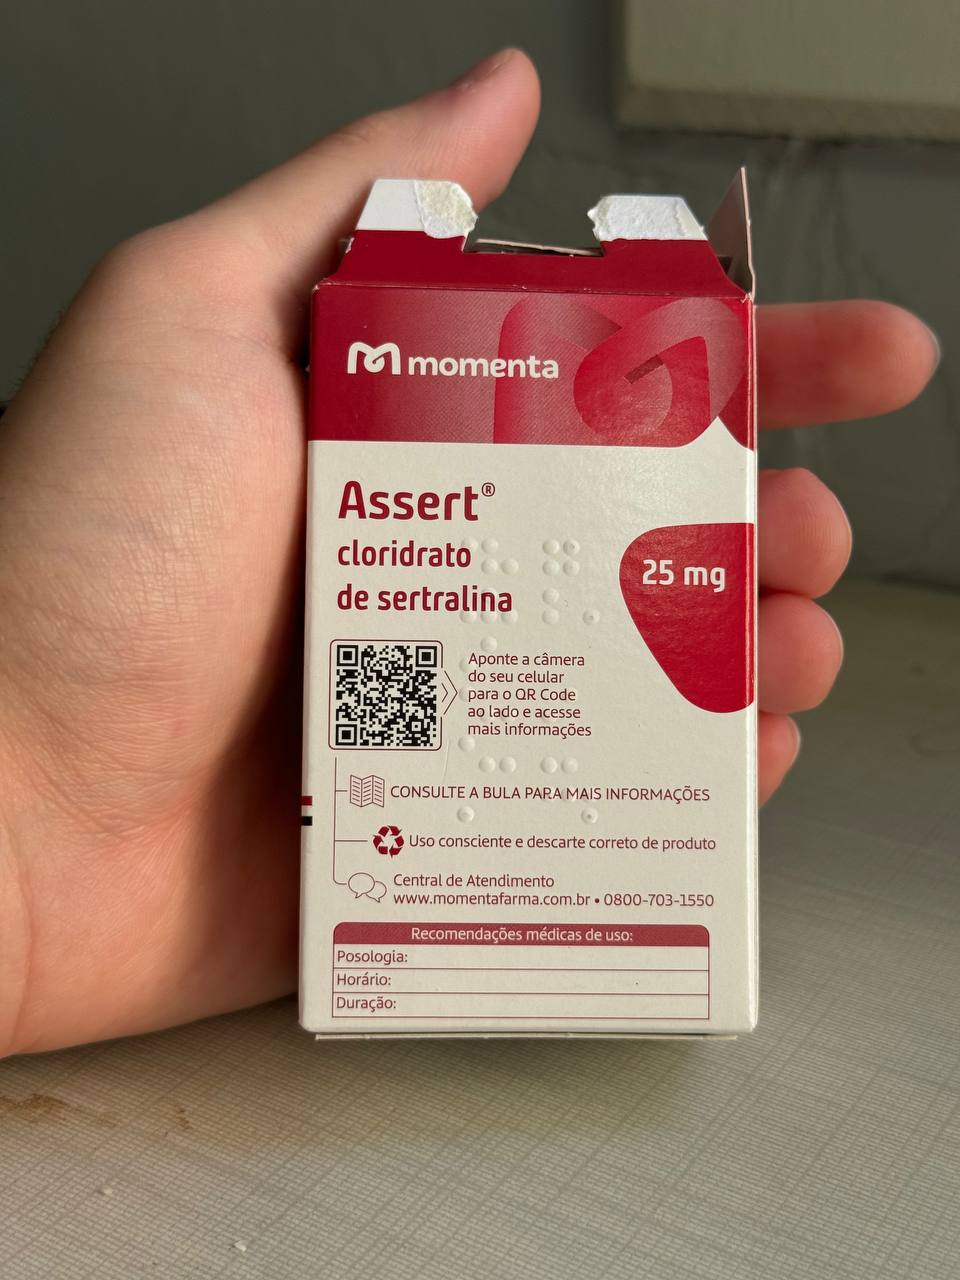 momenta
Assert®
cloridrato
de sertralina
25 mg
Aponte a câmera
do seu celular
para o QR Code
ao lado e acesse
mais informações
CONSULTE A BULA PARA MAIS INFORMAÇÕES
Uso consciente e descarte correto de produto
Central de Atendimento
www.momentafarma.com.br • 0800-703-1550
Recomendações médicas de uso:
Posologia:
Horário:
Duração: